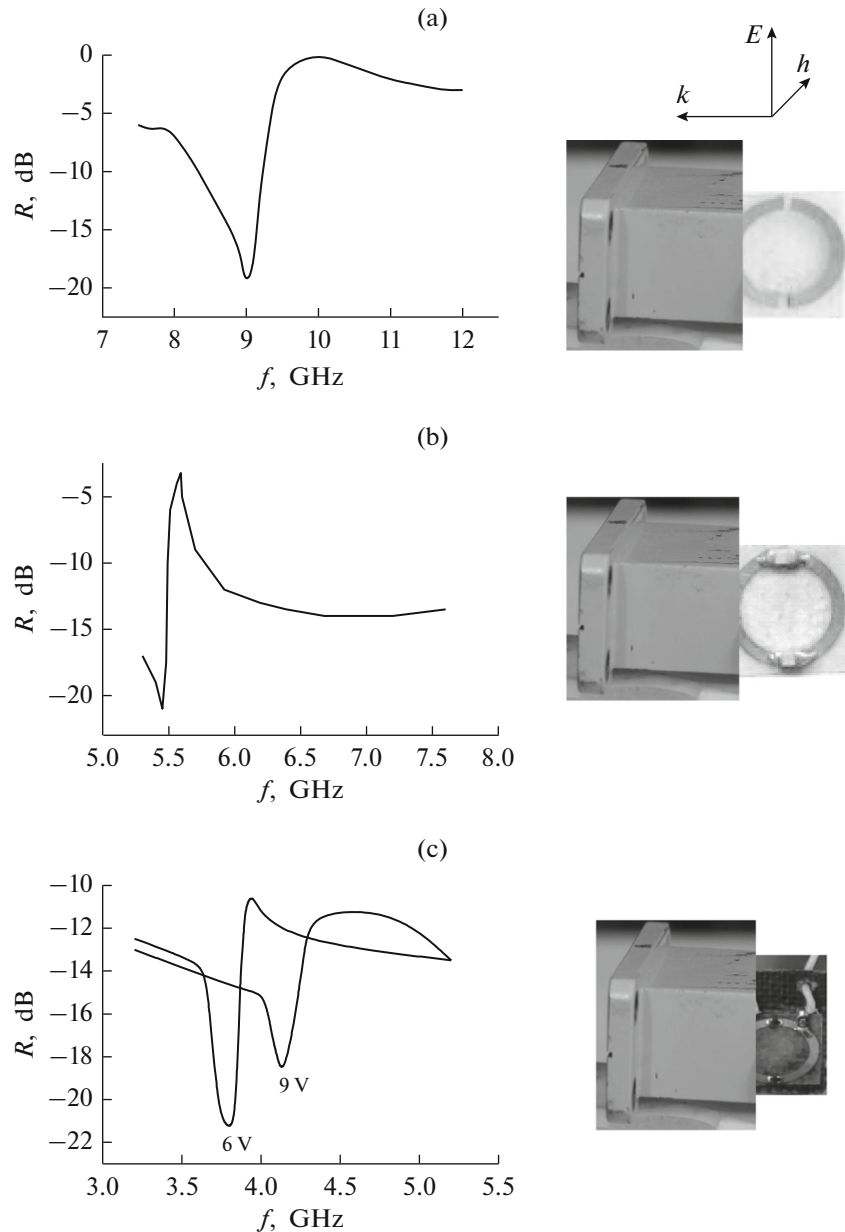 (a)
0
−5
−10
−15
−20
R, dB
7 8 9 10 11 12
f, GHz
E
h
k
(b)
−5
−10
−15
−20
R, dB
5.0 5.5 6.0 6.5 7.0 7.5 8.0
f, GHz
(c)
−10
−12
−14
−16
−18
−20
−22
R, dB
9 V
6 V
3.0 3.5 4.0 4.5 5.0 5.5
f, GHz